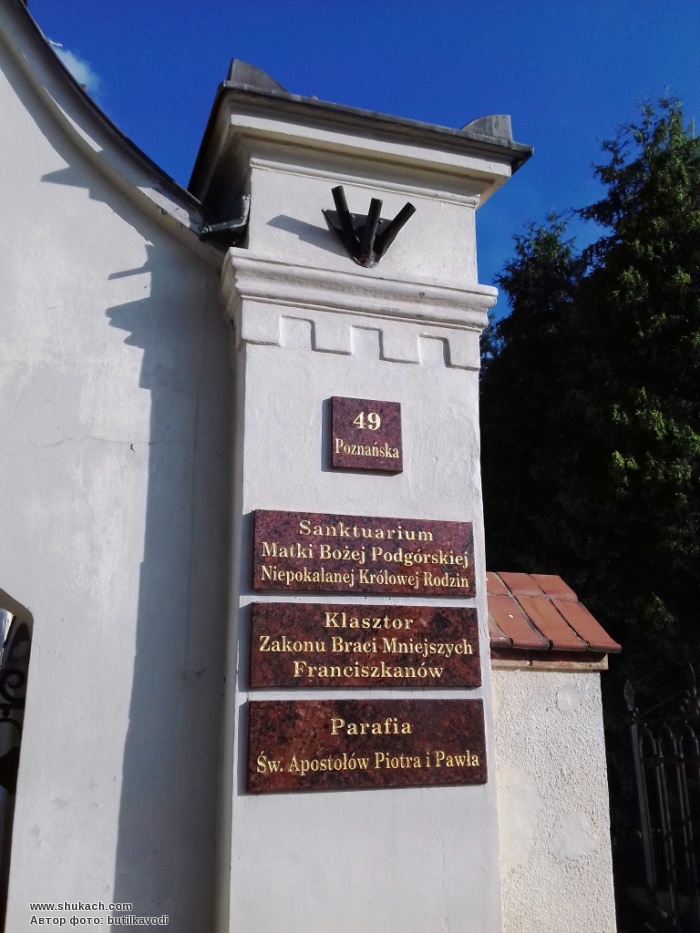 49
Poznańska
Sanktuarium
Matki Bożej Podgórskiej
Niepokalanej Królowej Rodzin
Klasztor
Zakonu Braci Mniejszych
Franciszkanów
Parafia
Św. Apostołów Piotra i Pawła
www.shukach.com
Автор фото: butilkavodi